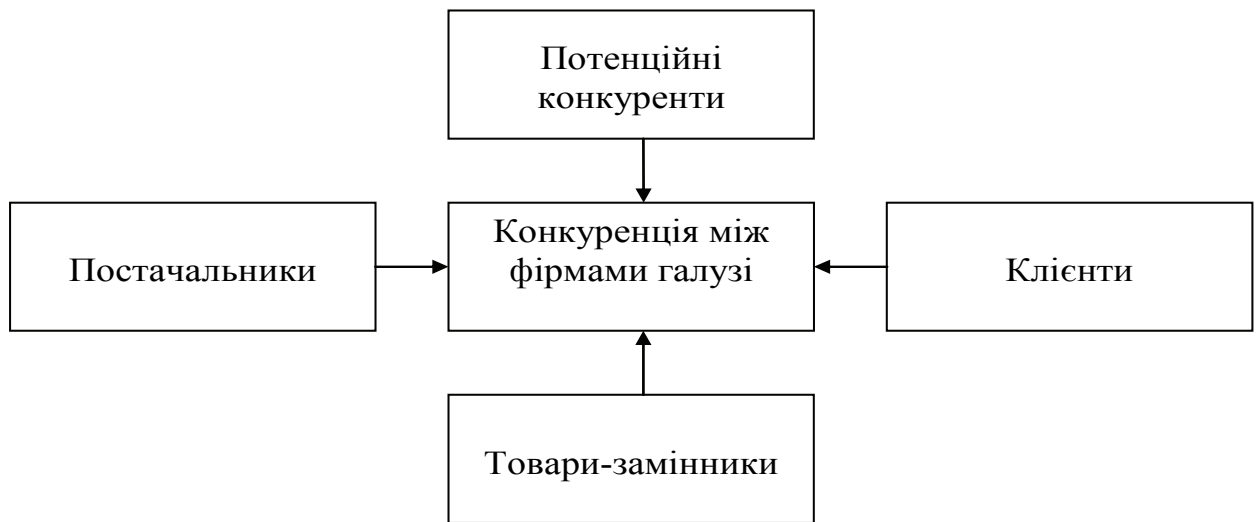 Потенційні
конкуренти
Постачальники
Конкуренція між
фірмами галузі
Клієнти
Товари-замінники